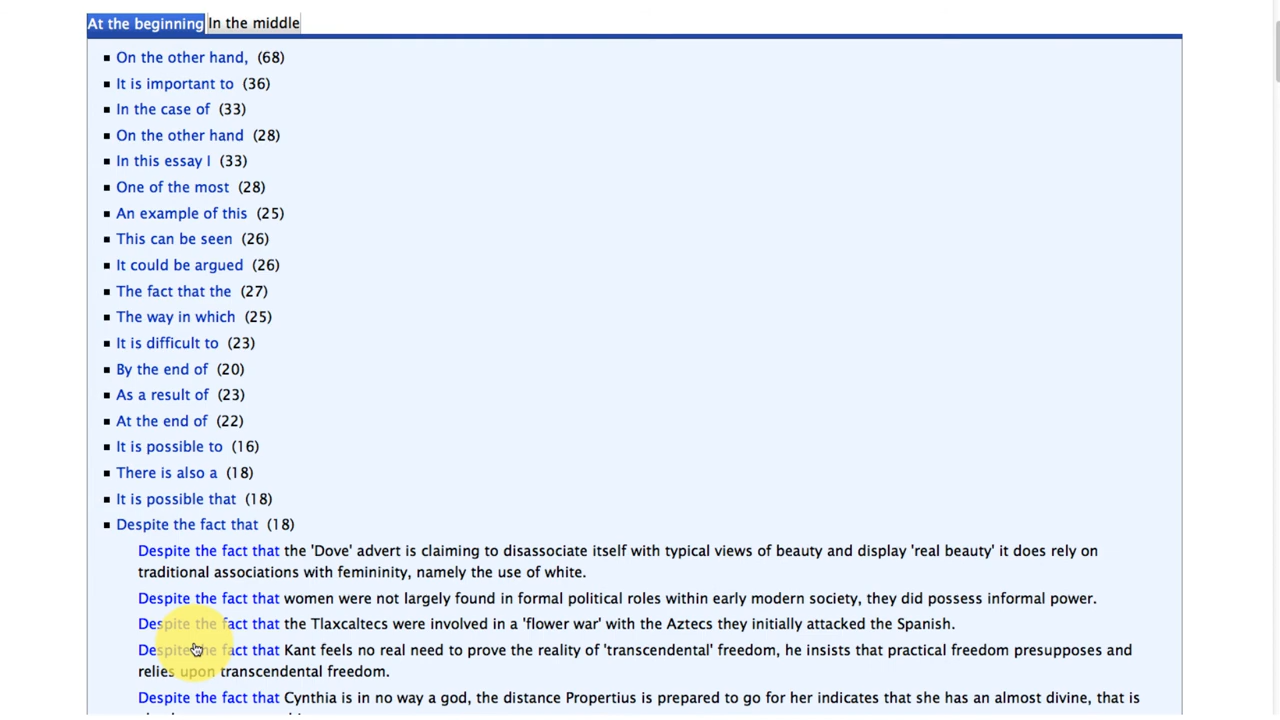 At the beginning In the middle
On the other hand, (68)
It is important to (36)
In the case of (33)
On the other hand (28)
In this essay I (33)
One of the most (28)
An example of this (25)
This can be seen (26)
It could be argued (26)
The fact that the (27)
The way in which (25)
It is difficult to (23)
By the end of (20)
As a result of (23)
At the end of (22)
It is possible to (16)
There is also a (18)
It is possible that (18)
Despite the fact that (18)
Despite the fact that the 'Dove' advert is claiming to disassociate itself with typical views of beauty and display 'real beauty' it does rely on
traditional associations with femininity, namely the use of white.
Despite the fact that women were not largely found in formal political roles within early modern society, they did possess informal power.
Despite the fact that the Tlaxcaltecs were involved in a 'flower war' with the Aztecs they initially attacked the Spanish.
Despite the fact that Kant feels no real need to prove the reality of 'transcendental' freedom, he insists that practical freedom presupposes and
relies upon transcendental freedom.
Despite the fact that Cynthia is in no way a god, the distance Propertius is prepared to go for her indicates that she has an almost divine, that is